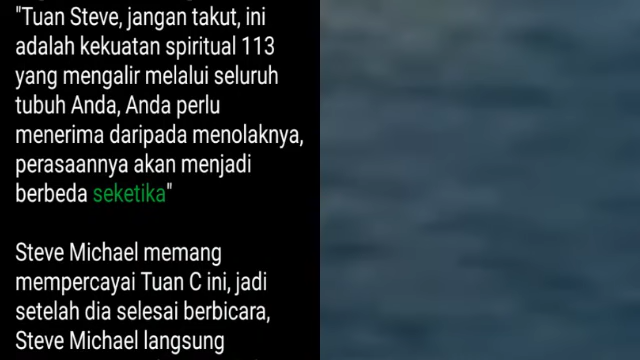 "Tuan Steve, jangan takut, ini
adalah kekuatan spiritual 113
yang mengalir melalui seluruh
tubuh Anda, Anda perlu
menerima daripada menolaknya,
perasaannya akan menjadi
berbeda seketika"
Steve Michael memang
mempercayai Tuan C ini, jadi
setelah dia selesai berbicara,
Steve Michael langsung